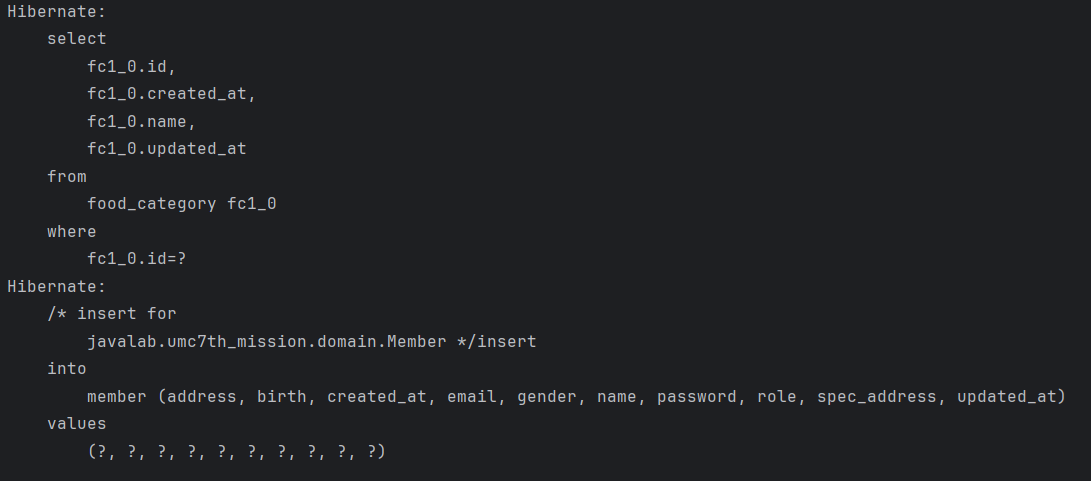 Hibernate:
    select
        fc1_0.id,
        fc1_0.created_at,
        fc1_0.name,
        fc1_0.updated_at
    from
        food_category fc1_0
    where
        fc1_0.id=?
Hibernate:
    /* insert for
        javalab.umc7th_mission.domain.Member */insert
    into
        member (address, birth, created_at, email, gender, name, password, role, spec_address, updated_at)
    values
        (?, ?, ?, ?, ?, ?, ?, ?, ?, ?)